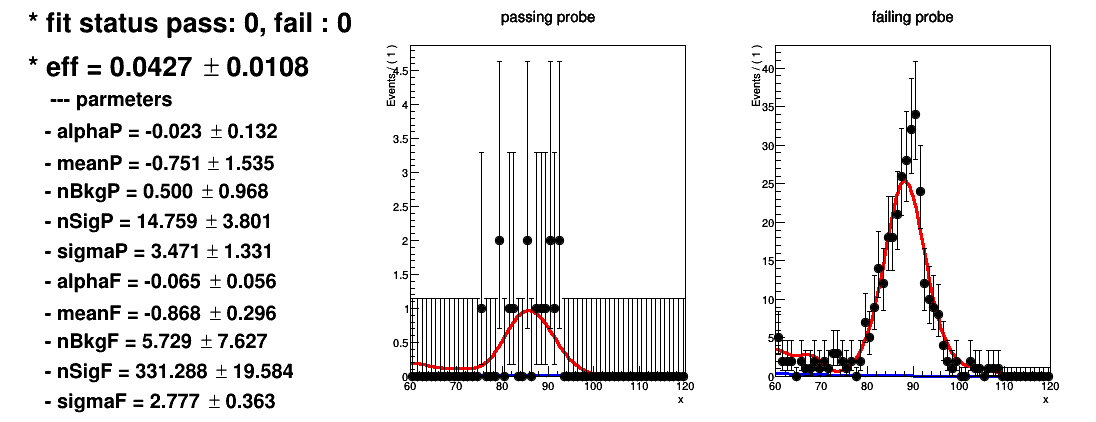 * fit status pass: 0, fail : 0
* eff = 0.0427 ± 0.0108
--- parmeters
- alphaP = -0.023 ± 0.132
- meanP = -0.751 ± 1.535
- nBkgP = 0.500 ± 0.968
- nSigP = 14.759 ± 3.801
- sigmaP = 3.471 ± 1.331
- alphaF = -0.065 ± 0.056
- meanF = -0.868 ± 0.296
- nBkgF = 5.729 ± 7.627
- nSigF = 331.288 ± 19.584
- sigmaF = 2.777 ± 0.363
passing probe
Events / ( 1 )
4.5
4
3.5
3
2.5
2
1.5
1
0.5
0
60 70 80 90 100 110 120
x
failing probe
Events / ( 1 )
40
35
30
25
20
15
10
5
0
60 70 80 90 100 110 120
x